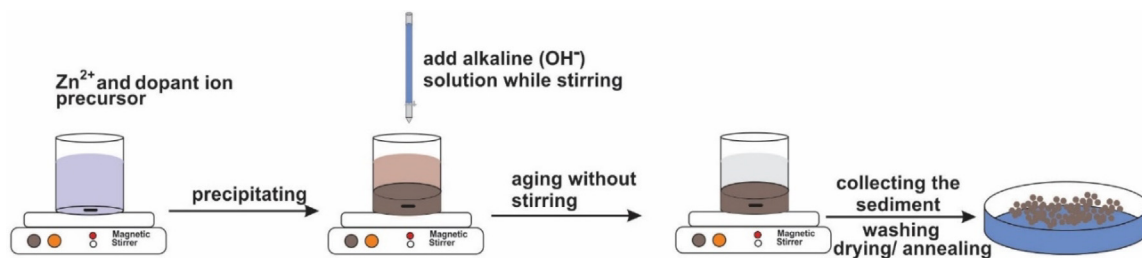 Zn²⁺ and dopant ion
precursor
add alkaline (OH⁻)
solution while stirring
precipitating
aging without
stirring
collecting the
sediment
washing
drying/ annealing
Magnetic
Stirrer
Magnetic
Stirrer
Magnetic
Stirrer